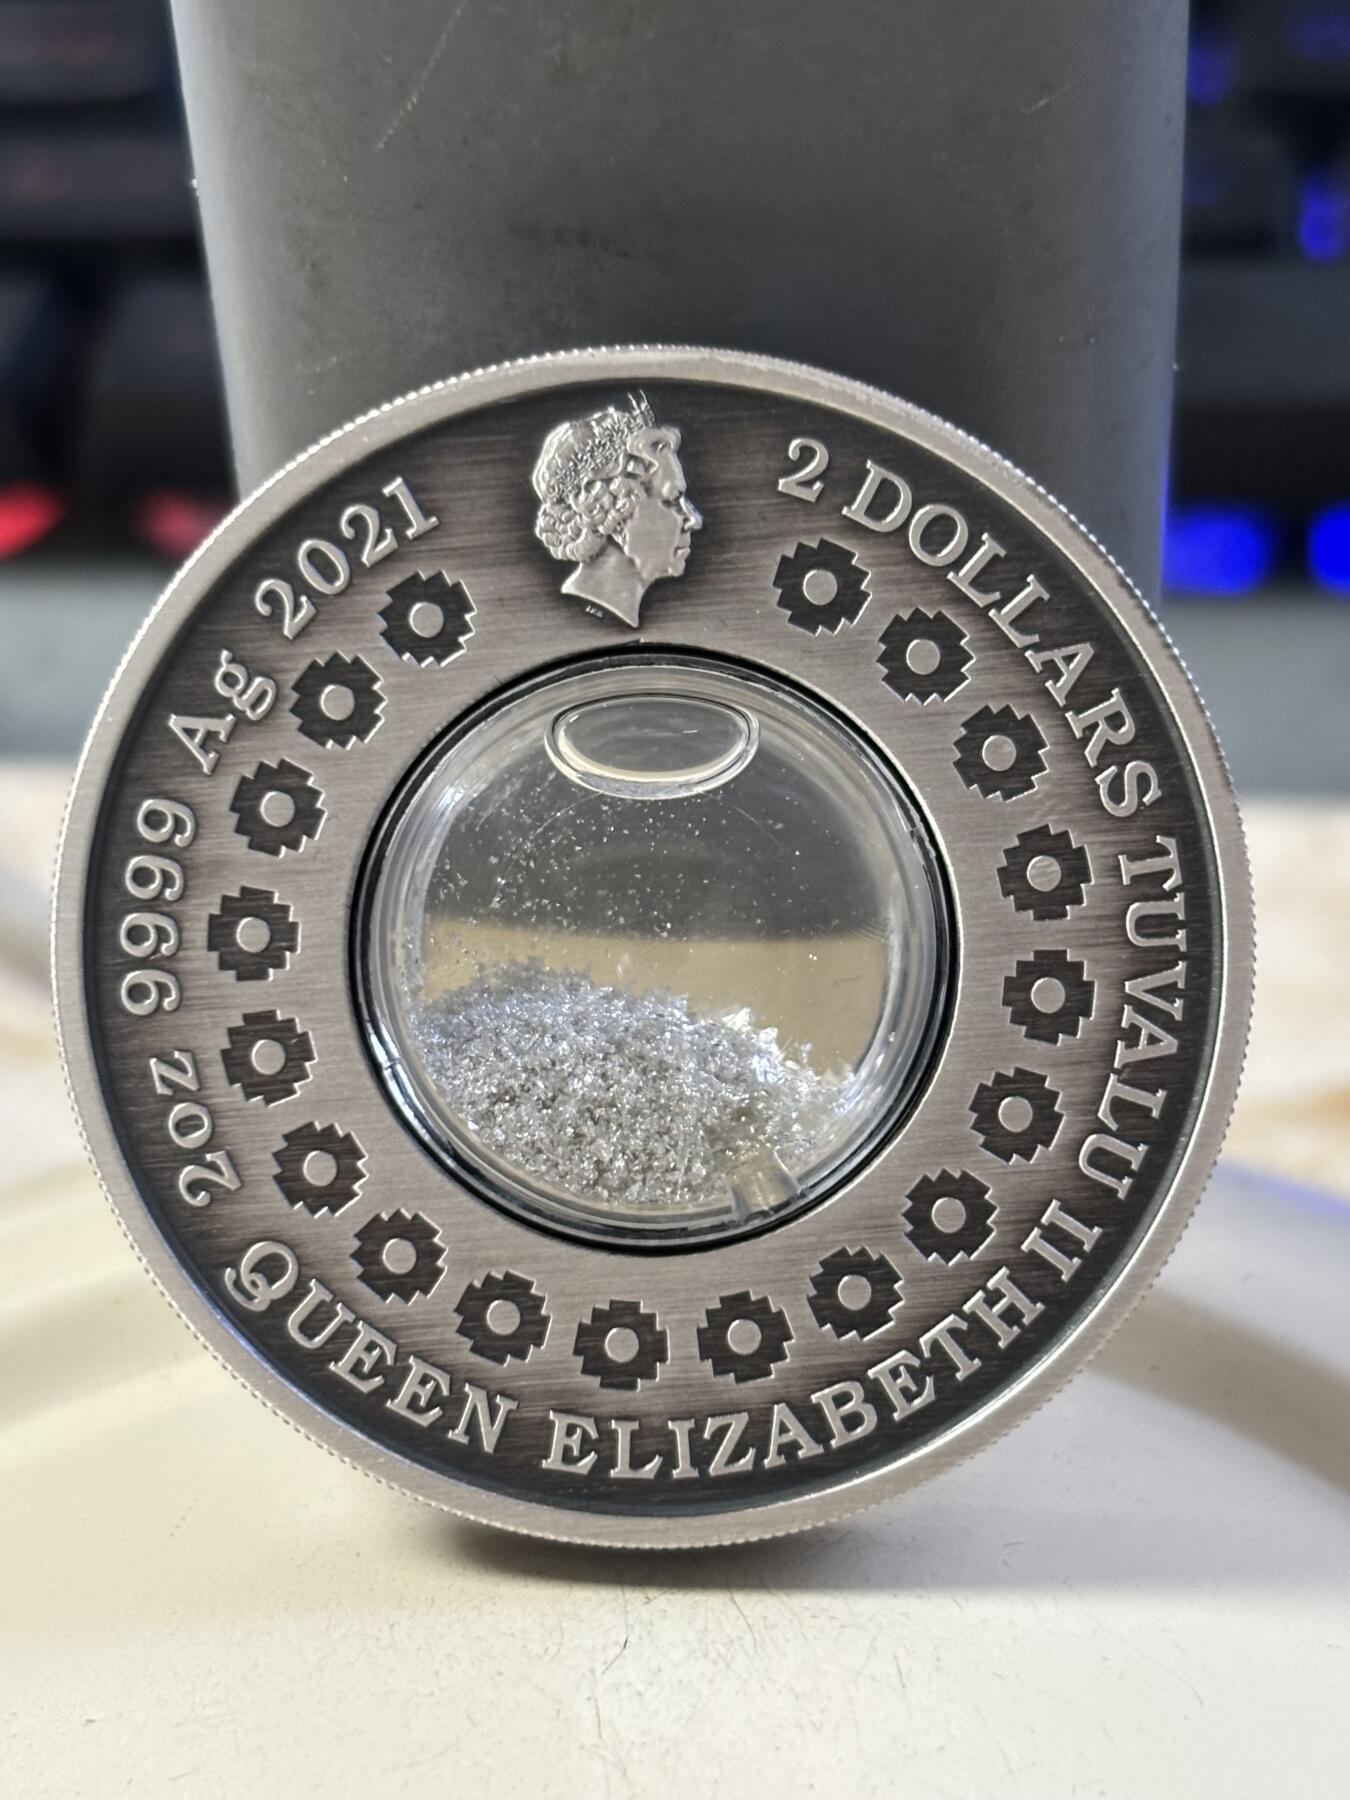 2oz 9999 Ag 2021
2 DOLLARS TUVALU
QUEEN ELIZABETH II